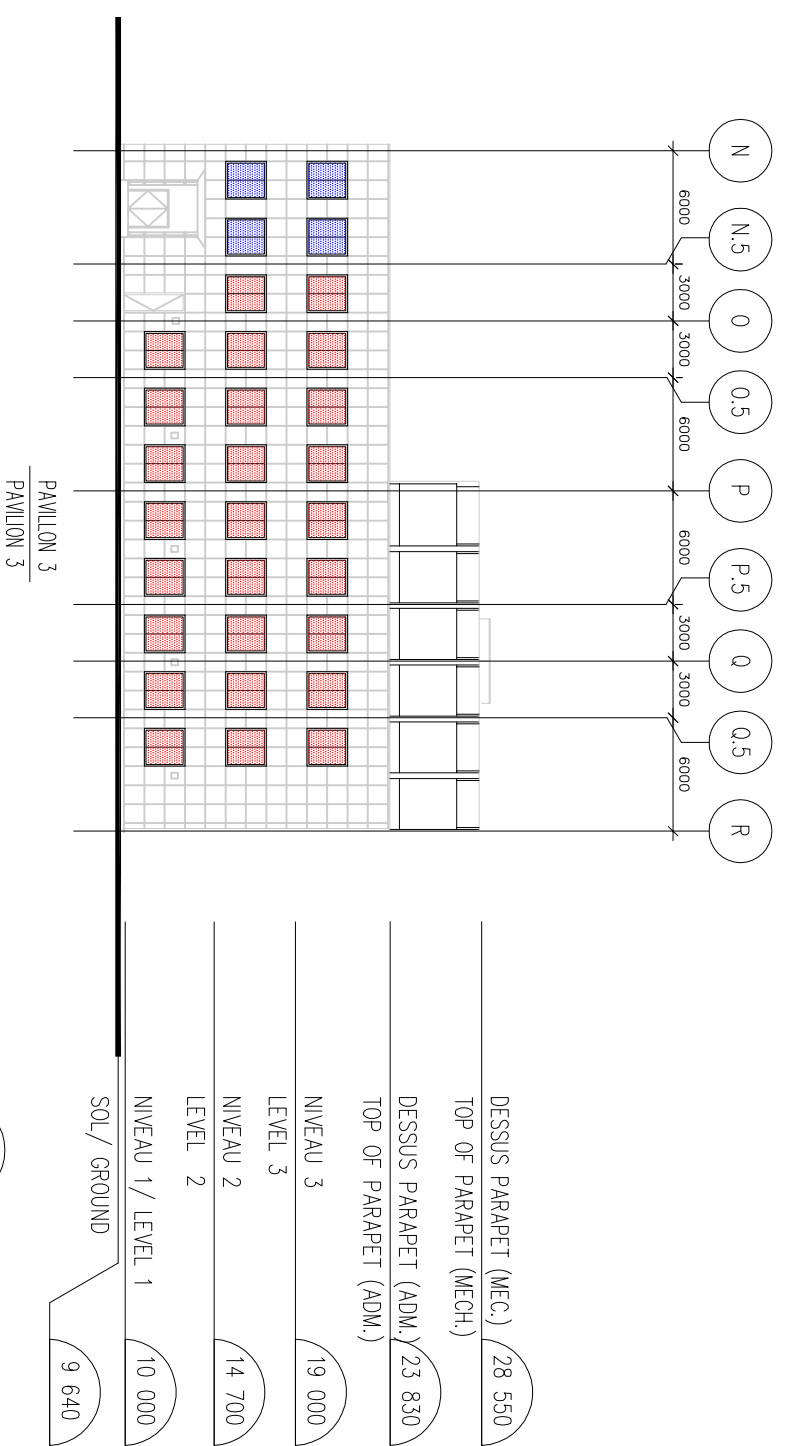 N
N.5
O
O.5
P
P.5
Q
Q.5
R
6000
3000
3000
6000
6000
3000
3000
6000
DESSUS PARAPET (MEC.)
TOP OF PARAPET (MECH.)
28 550
DESSUS PARAPET (ADM.)
TOP OF PARAPET (ADM.)
23 830
NIVEAU 3
LEVEL 3
19 000
NIVEAU 2
LEVEL 2
14 700
NIVEAU 1/ LEVEL 1
10 000
SOL/ GROUND
9 640
PAVILLON 3
PAVILION 3